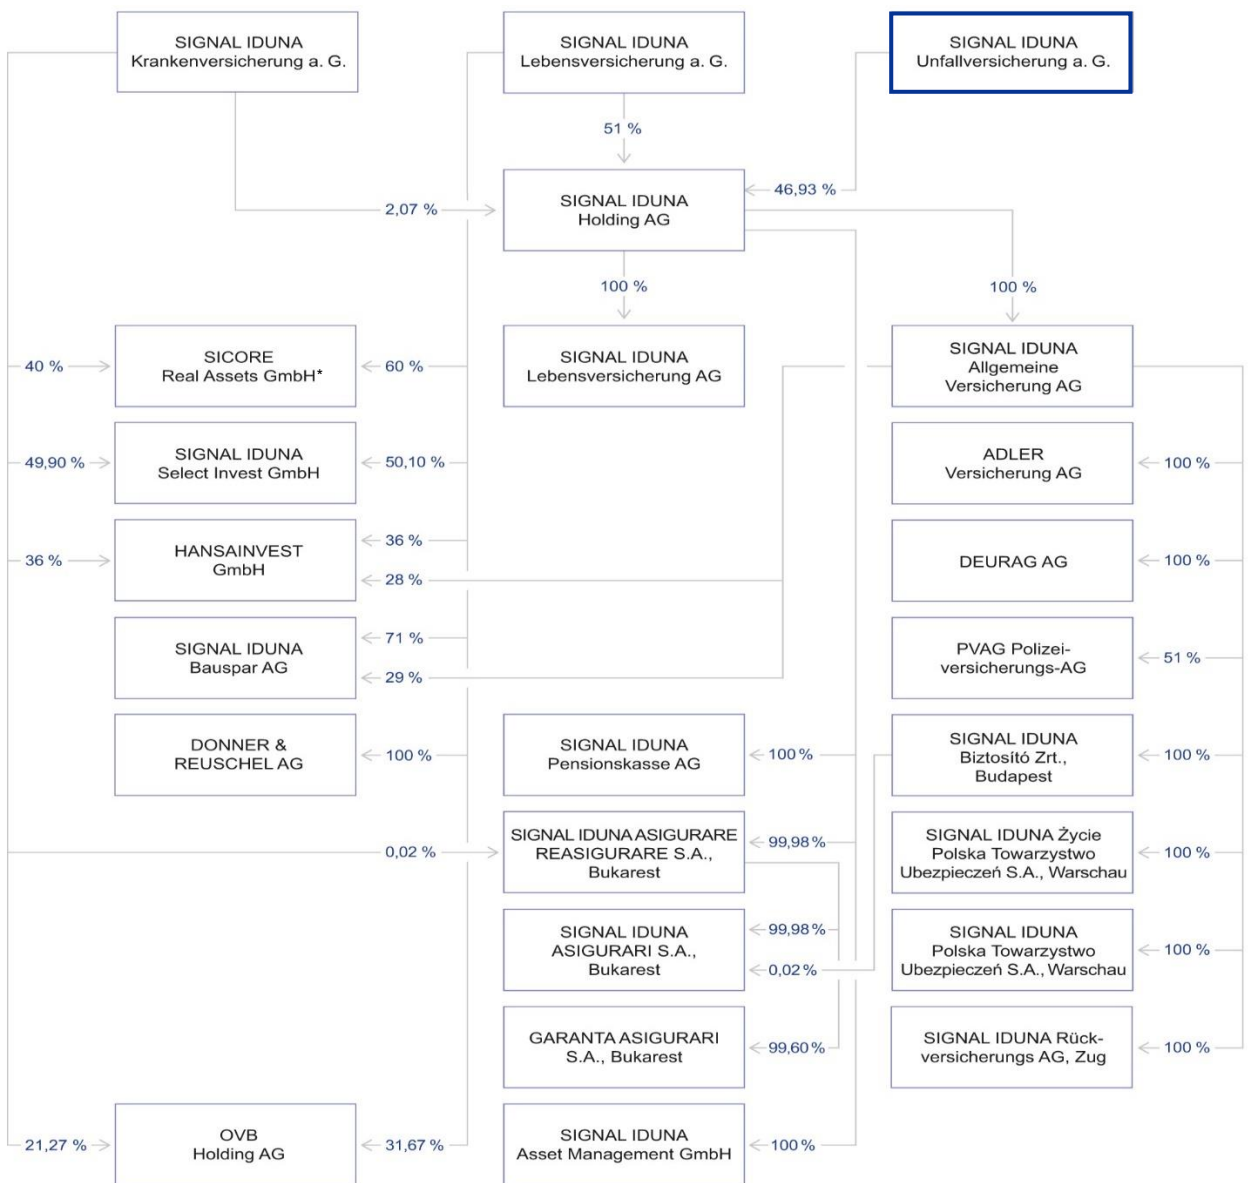 SIGNAL IDUNA
Krankenversicherung a. G.
SIGNAL IDUNA
Lebensversicherung a. G.
SIGNAL IDUNA
Unfallversicherung a. G.
51 %
SIGNAL IDUNA
Holding AG
46,93 %
2,07 %
100 %
100 %
40 %
SICORE
Real Assets GmbH*
60 %
SIGNAL IDUNA
Lebensversicherung AG
SIGNAL IDUNA
Allgemeine
Versicherung AG
49,90 %
SIGNAL IDUNA
Select Invest GmbH
50,10 %
ADLER
Versicherung AG
100 %
36 %
HANSAINVEST
GmbH
36 %
28 %
DEURAG AG
100 %
SIGNAL IDUNA
Bauspar AG
71 %
29 %
PVAG Polizei-
versicherungs-AG
51 %
DONNER &
REUSCHEL AG
100 %
SIGNAL IDUNA
Pensionskasse AG
100 %
SIGNAL IDUNA
Biztosító Zrt.,
Budapest
100 %
0,02 %
SIGNAL IDUNA ASIGURARE
REASIGURARE S.A.,
Bukarest
99,98 %
SIGNAL IDUNA Życie
Polska Towarzystwo
Ubezpieczeń S.A., Warschau
100 %
SIGNAL IDUNA
ASIGURARI S.A.,
Bukarest
99,98 %
0,02 %
SIGNAL IDUNA
Polska Towarzystwo
Ubezpieczeń S.A., Warschau
100 %
GARANTA ASIGURARI
S.A., Bukarest
99,60 %
SIGNAL IDUNA Rück-
versicherungs AG, Zug
100 %
21,27 %
OVB
Holding AG
31,67 %
SIGNAL IDUNA
Asset Management GmbH
100 %